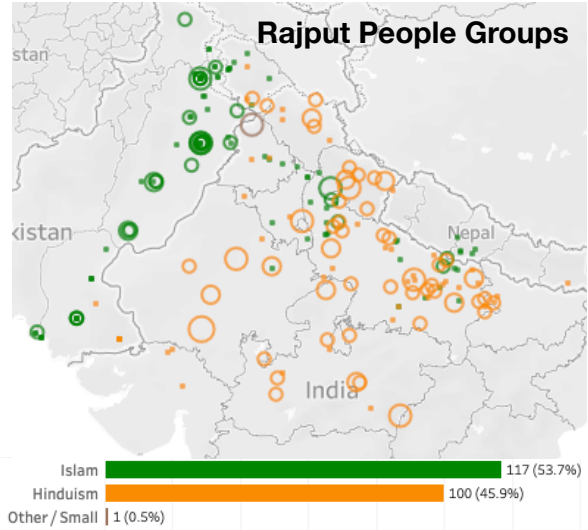 Rajput People Groups
stan
kistan
Nepal
India
Islam 117 (53.7%)
Hinduism 100 (45.9%)
Other / Small 1 (0.5%)